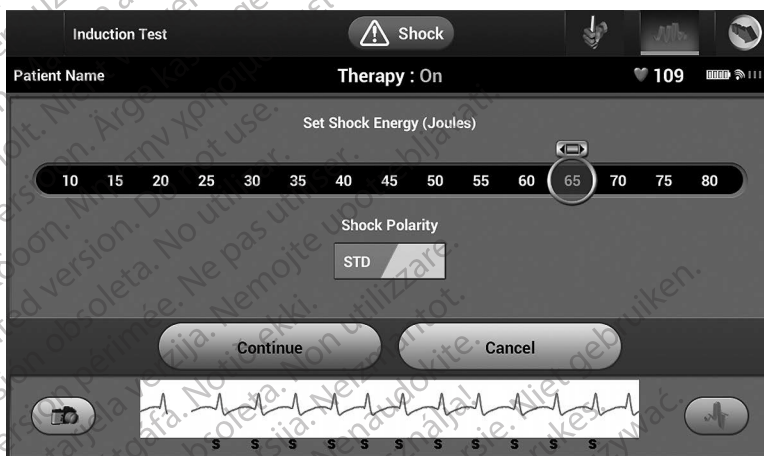 Induction Test
Shock
Patient Name
Therapy : On
109
Set Shock Energy (Joules)
10 15 20 25 30 35 40 45 50 55 60 65 70 75 80
Shock Polarity
STD
Continue
Cancel
S S S S S S S S S S